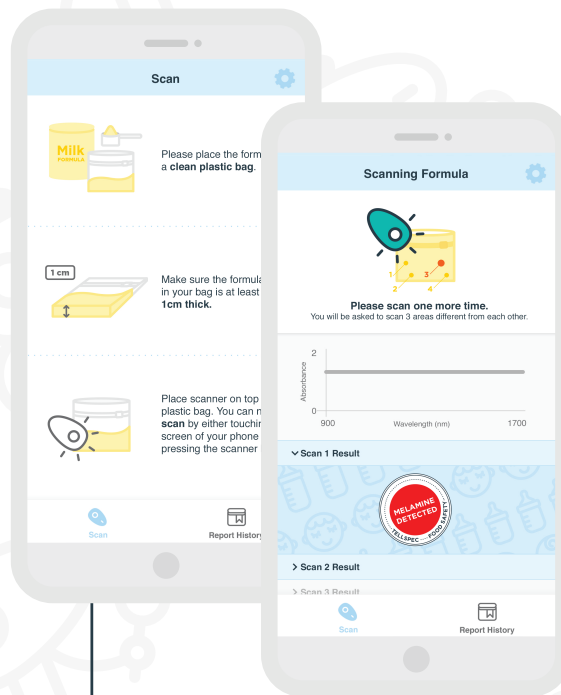 Scan
Milk
FORMULA
Please place the form
a clean plastic bag.
1 cm
Make sure the formula
in your bag is at least
1cm thick.
Place scanner on top
plastic bag. You can
scan by either touchin
screen of your phone
pressing the scanner
Scan
Report History
Scanning Formula
1
2
3
4
Please scan one more time.
You will be asked to scan 3 areas different from each other.
2
Absorbance
0
900
Wavelength (nm)
1700
Scan 1 Result
MELAMINE
DETECTED
TELLSPEC FOOD SAFETY
Scan 2 Result
Scan 3 Result
Scan
Report History